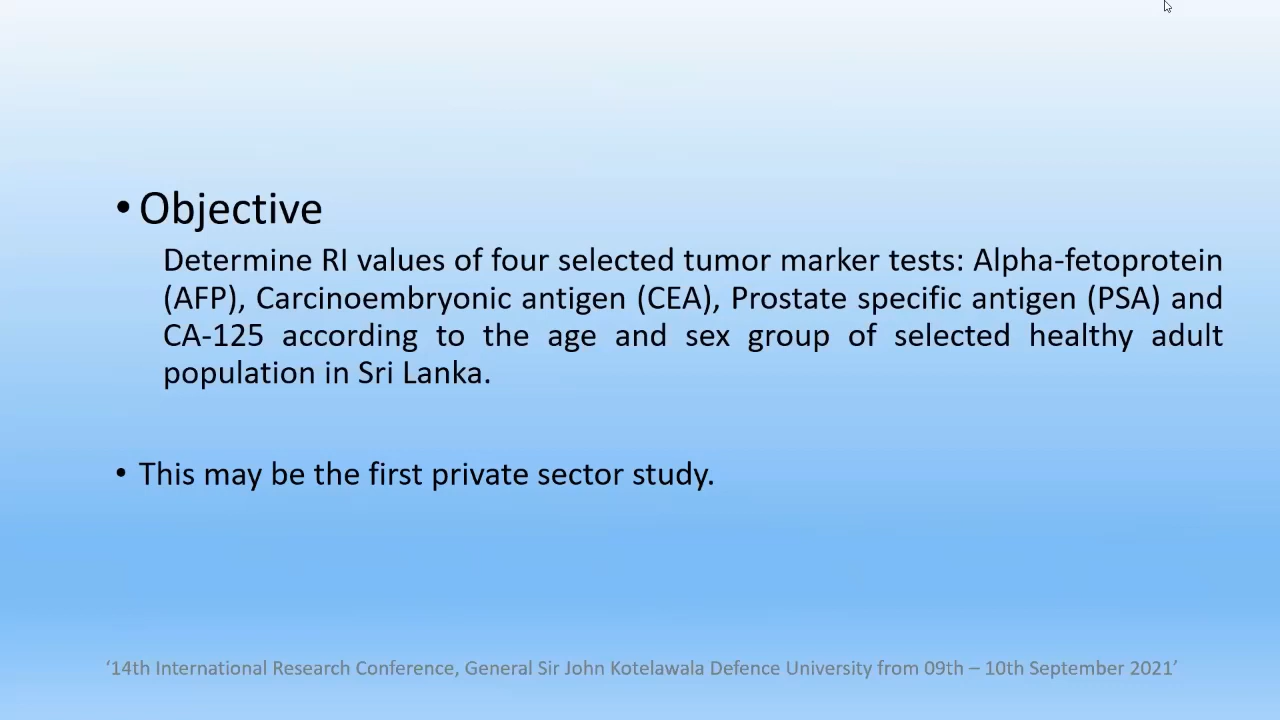 • Objective
Determine RI values of four selected tumor marker tests: Alpha-fetoprotein
(AFP), Carcinoembryonic antigen (CEA), Prostate specific antigen (PSA) and
CA-125 according to the age and sex group of selected healthy adult
population in Sri Lanka.
• This may be the first private sector study.
‘14th International Research Conference, General Sir John Kotelawala Defence University from 09th – 10th September 2021’